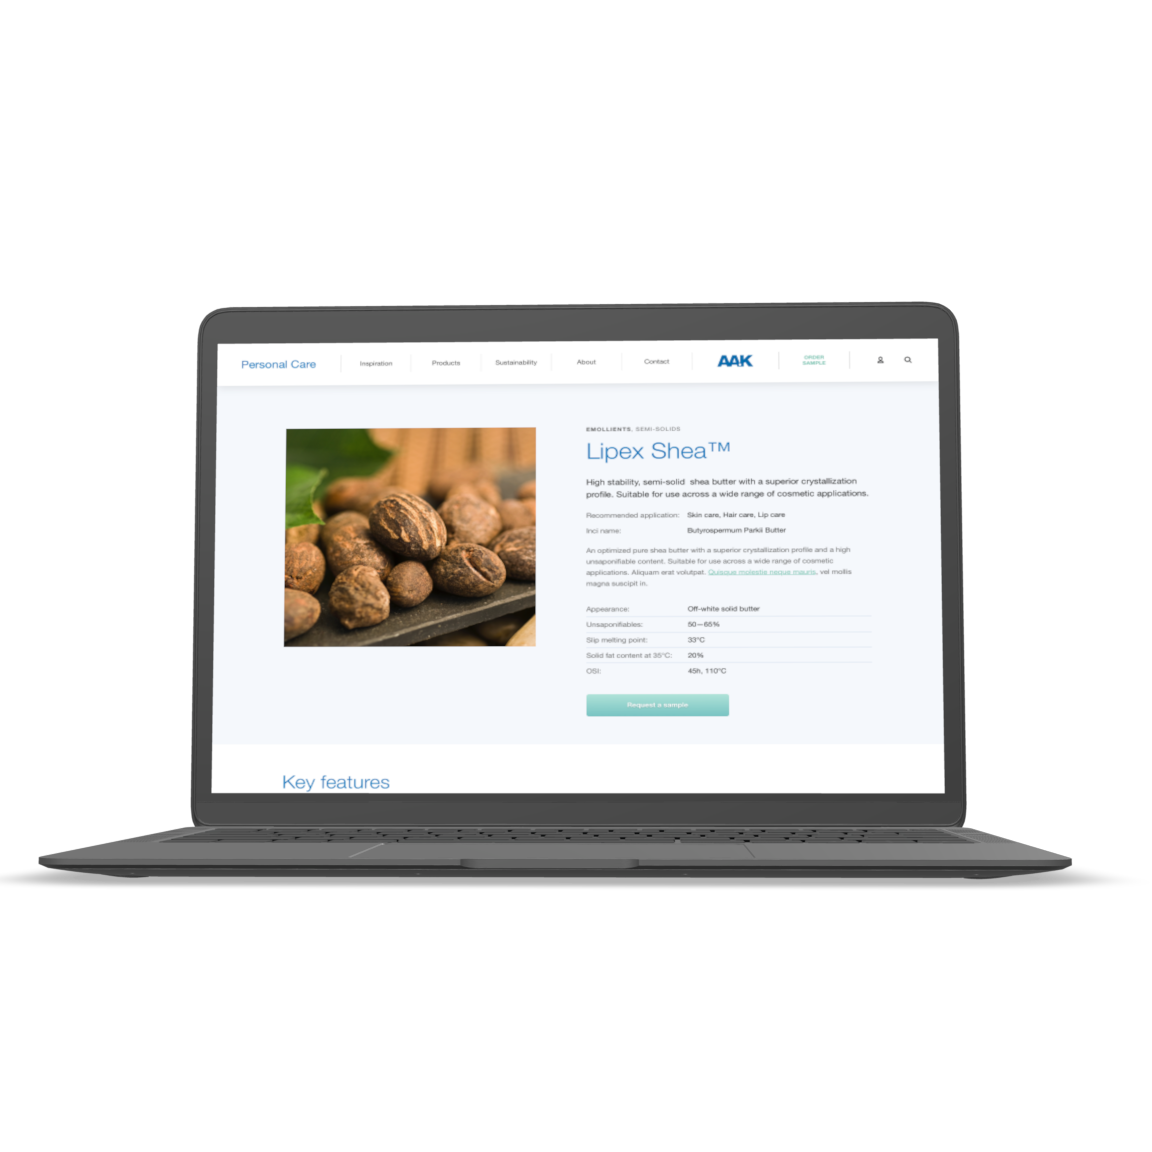 Personal Care
Inspiration
Products
Sustainability
About
Contact
AAK
ORDER
SAMPLE
EMOLLIENTS, SEMI-SOLIDS
Lipex Shea™
High stability, semi-solid shea butter with a superior crystallization
profile. Suitable for use across a wide range of cosmetic applications.
Recommended application: Skin care, Hair care, Lip care
Inci name: Butyrospermum Parkii Butter
An optimized pure shea butter with a superior crystallization profile and a high
unsaponifiable content. Suitable for use across a wide range of cosmetic
applications. Aliquam erat volutpat. Quisque molestie neque mauris, vel mollis
magna suscipit in.
Appearance: Off-white solid butter
Unsaponifiables: 50—65%
Slip melting point: 33°C
Solid fat content at 35°C: 20%
OSI: 45h, 110°C
Request a sample
Key features